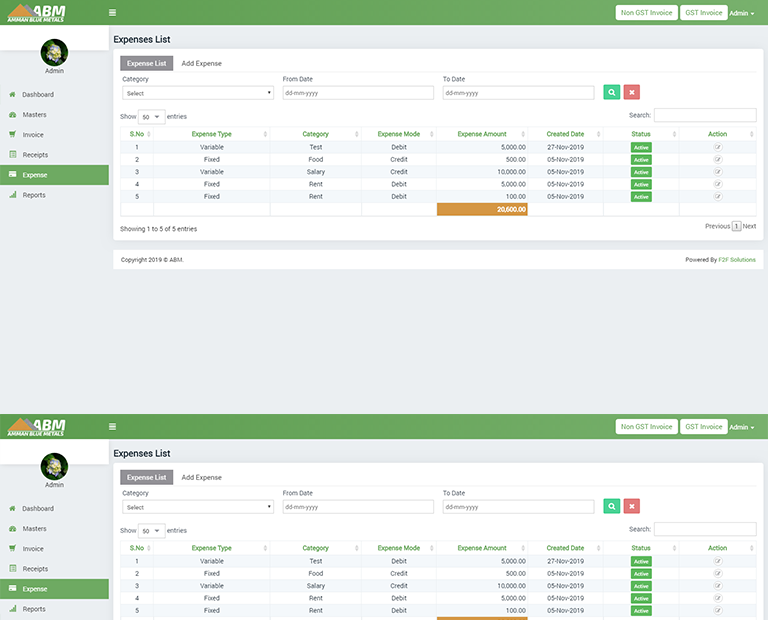 ABM
AMMAN BLUE METALS
Non GST Invoice GST Invoice Admin
Expenses List
Admin
Expense List Add Expense
Category From Date To Date
Select dd-mm-yyyy dd-mm-yyyy
Dashboard
Masters
Invoice
Receipts
Expense
Reports
Show 50 entries Search:
S.No Expense Type Category Expense Mode Expense Amount Created Date Status Action
1 Variable Test Debit 5,000.00 27-Nov-2019 Active
2 Fixed Food Credit 500.00 05-Nov-2019 Active
3 Variable Salary Credit 10,000.00 05-Nov-2019 Active
4 Fixed Rent Debit 5,000.00 05-Nov-2019 Active
5 Fixed Rent Debit 100.00 05-Nov-2019 Active
20,600.00
Showing 1 to 5 of 5 entries Previous 1 Next
Copyright 2019 © ABM. Powered By F2F Solutions
ABM
AMMAN BLUE METALS
Non GST Invoice GST Invoice Admin
Expenses List
Admin
Expense List Add Expense
Category From Date To Date
Select dd-mm-yyyy dd-mm-yyyy
Dashboard
Masters
Invoice
Receipts
Expense
Reports
Show 50 entries Search:
S.No Expense Type Category Expense Mode Expense Amount Created Date Status Action
1 Variable Test Debit 5,000.00 27-Nov-2019 Active
2 Fixed Food Credit 500.00 05-Nov-2019 Active
3 Variable Salary Credit 10,000.00 05-Nov-2019 Active
4 Fixed Rent Debit 5,000.00 05-Nov-2019 Active
5 Fixed Rent Debit 100.00 05-Nov-2019 Active